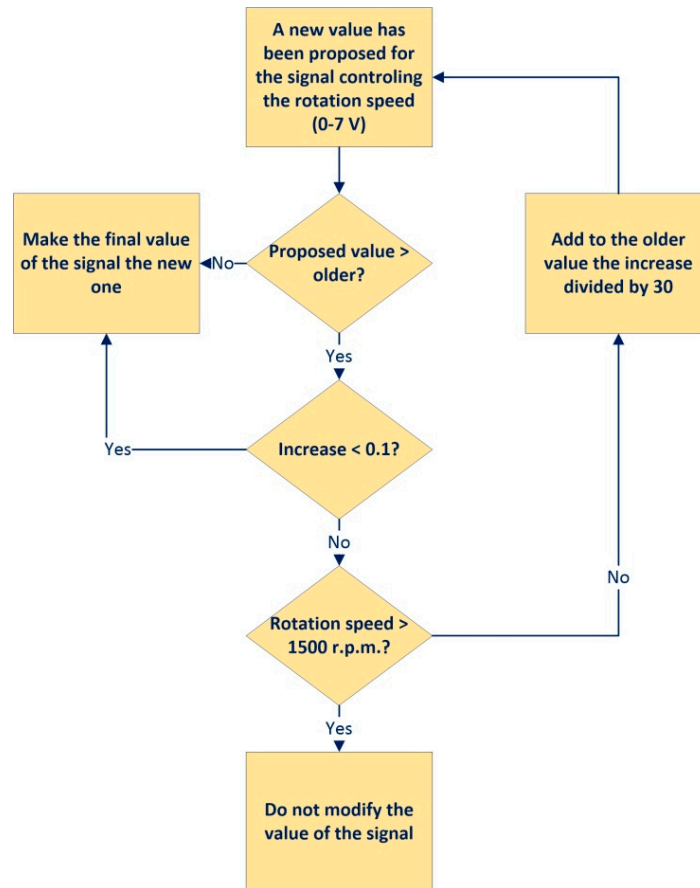 A new value has
been proposed for
the signal controling
the rotation speed
(0-7 V)
Make the final value
of the signal the new
one
No
Proposed value >
older?
Add to the older
value the increase
divided by 30
Yes
Yes
Increase < 0.1?
No
No
Rotation speed >
1500 r.p.m.?
Yes
Do not modify the
value of the signal